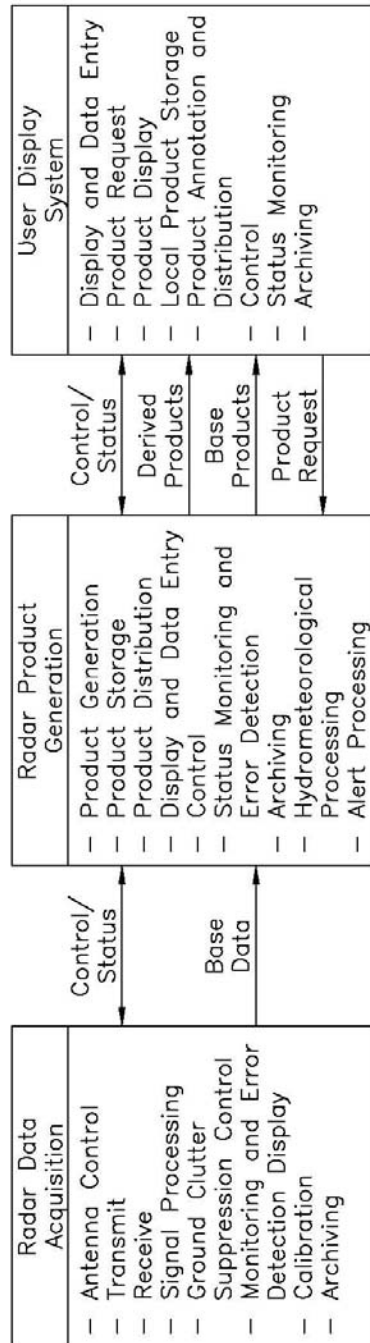 Radar Data
Acquisition
- Antenna Control
- Transmit
- Receive
- Signal Processing
- Ground Clutter
Suppression Control
- Monitoring and Error
Detection Display
- Calibration
- Archiving
Control/
Status
Base
Data
Radar Product
Generation
- Product Generation
- Product Storage
- Product Distribution
- Display and Data Entry
- Control
- Status Monitoring and
Error Detection
- Archiving
- Hydrometeorological
Processing
- Alert Processing
Control/
Status
Derived
Products
Base
Products
Product
Request
User Display
System
- Display and Data Entry
- Product Request
- Product Display
- Local Product Storage
- Product Annotation and
Distribution
- Control
- Status Monitoring
- Archiving